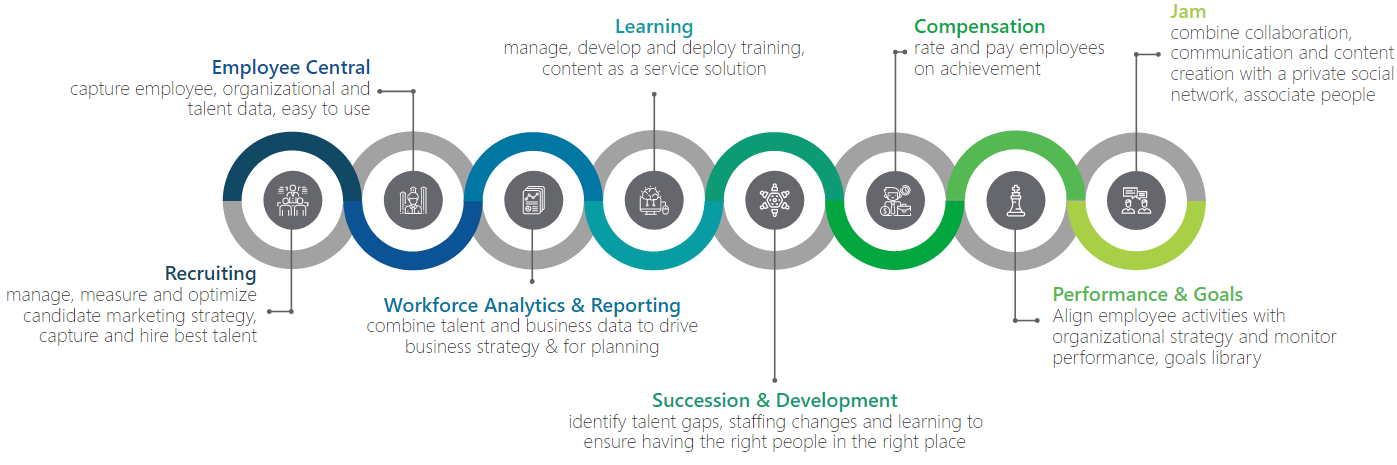 Recruiting
manage, measure and optimize
candidate marketing strategy,
capture and hire best talent
Employee Central
capture employee, organizational and
talent data, easy to use
Workforce Analytics & Reporting
combine talent and business data to drive
business strategy & for planning
Learning
manage, develop and deploy training,
content as a service solution
Succession & Development
identify talent gaps, staffing changes and learning to
ensure having the right people in the right place
Compensation
rate and pay employees
on achievement
Performance & Goals
Align employee activities with
organizational strategy and monitor
performance, goals library
Jam
combine collaboration,
communication and content
creation with a private social
network, associate people